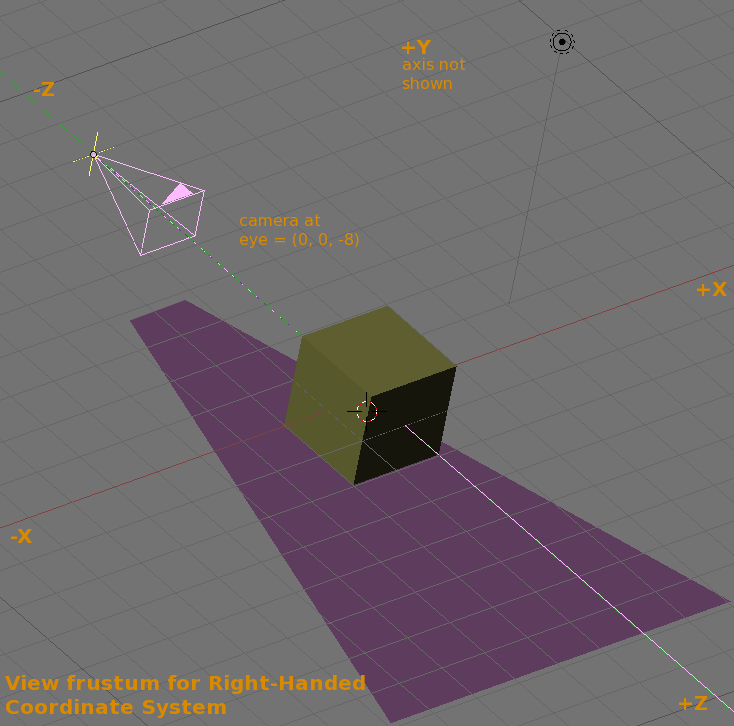 +Y
axis not
shown
-Z
camera at
eye = (0, 0, -8)
+X
-X
View frustum for Right-Handed
Coordinate System
+Z